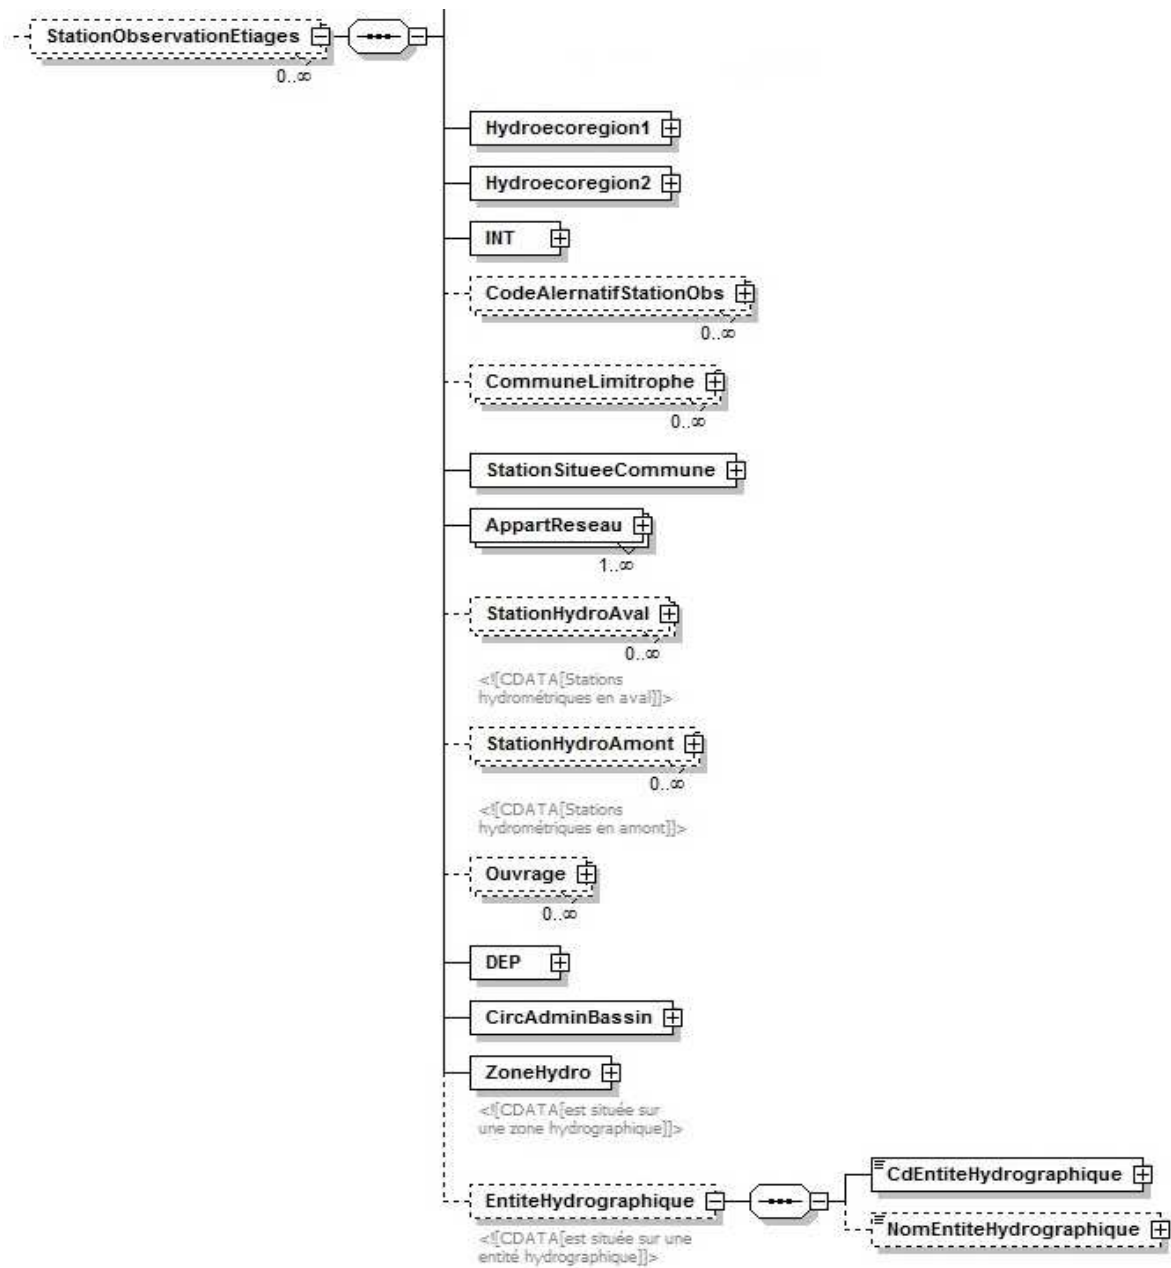 StationObservationEtiages
0..∞
Hydroecoregion1
Hydroecoregion2
INT
CodeAlernatifStationObs
0..∞
CommuneLimitrophe
0..∞
StationSitueeCommune
AppartReseau
1..∞
StationHydroAval
0..∞
<![CDATA[Stations
hydrométriques en aval]]>
StationHydroAmont
0..∞
<![CDATA[Stations
hydrométriques en amont]]>
Ouvrage
0..∞
DEP
CircAdminBassin
ZoneHydro
<![CDATA[est située sur
une zone hydrographique]]>
CdEntiteHydrographique
EntiteHydrographique
NomEntiteHydrographique
<![CDATA[est située sur une
entité hydrographique]]>